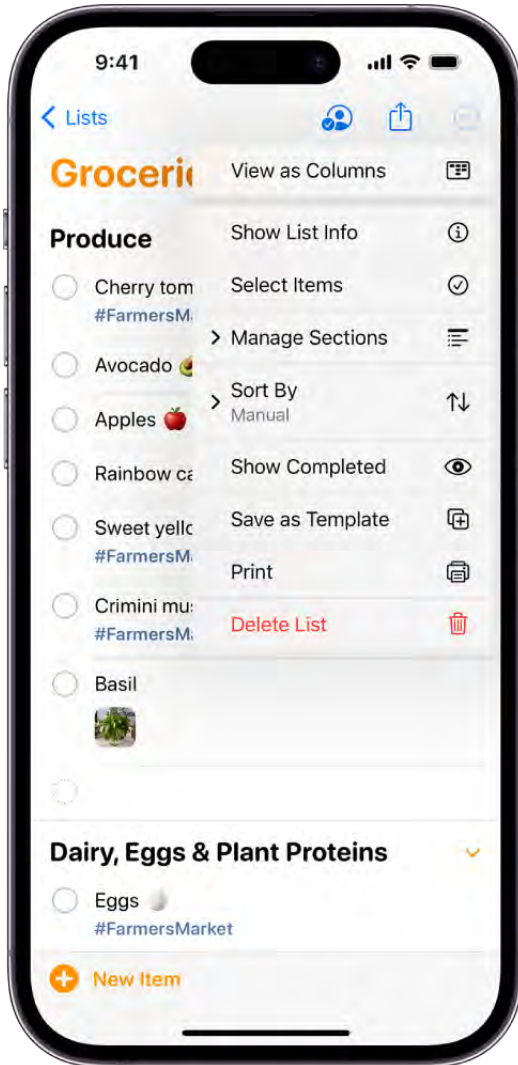 9:41
Lists
Groceri
View as Columns
Produce
Show List Info
Cherry tom
Select Items
#FarmersM
Manage Sections
Avocado
Sort By
Manual
Apples
Show Completed
Rainbow ca
Save as Template
Sweet yello
#FarmersM
Print
Crimini mu
Delete List
#FarmersMa
Basil
Dairy, Eggs & Plant Proteins
Eggs
#FarmersMarket
New Item